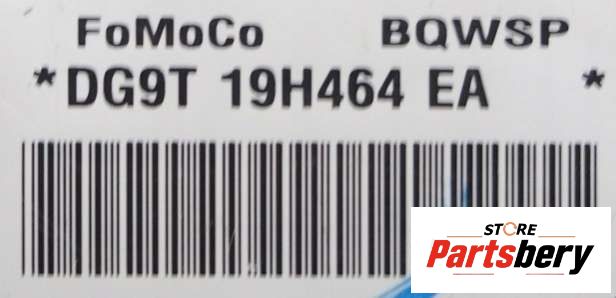 FoMoCo BQWSP
*DG9T 19H464 EA *
STORE
Partsbery